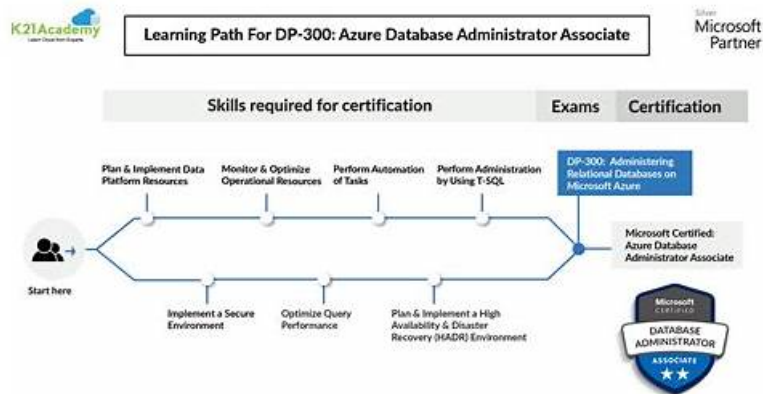 K21Academy
Learn Cloud from Experts
Learning Path For DP-300: Azure Database Administrator Associate
Silver
Microsoft
Partner
Skills required for certification
Exams
Certification
Plan & Implement Data
Platform Resources
Monitor & Optimize
Operational Resources
Perform Automation
of Tasks
Perform Administration
by Using T-SQL
DP-300: Administering
Relational Databases on
Microsoft Azure
Start here
Microsoft Certified:
Azure Database
Administrator Associate
Implement a Secure
Environment
Optimize Query
Performance
Plan & Implement a High
Availability & Disaster
Recovery (HADR) Environment
Microsoft
CERTIFIED
DATABASE
ADMINISTRATOR
ASSOCIATE